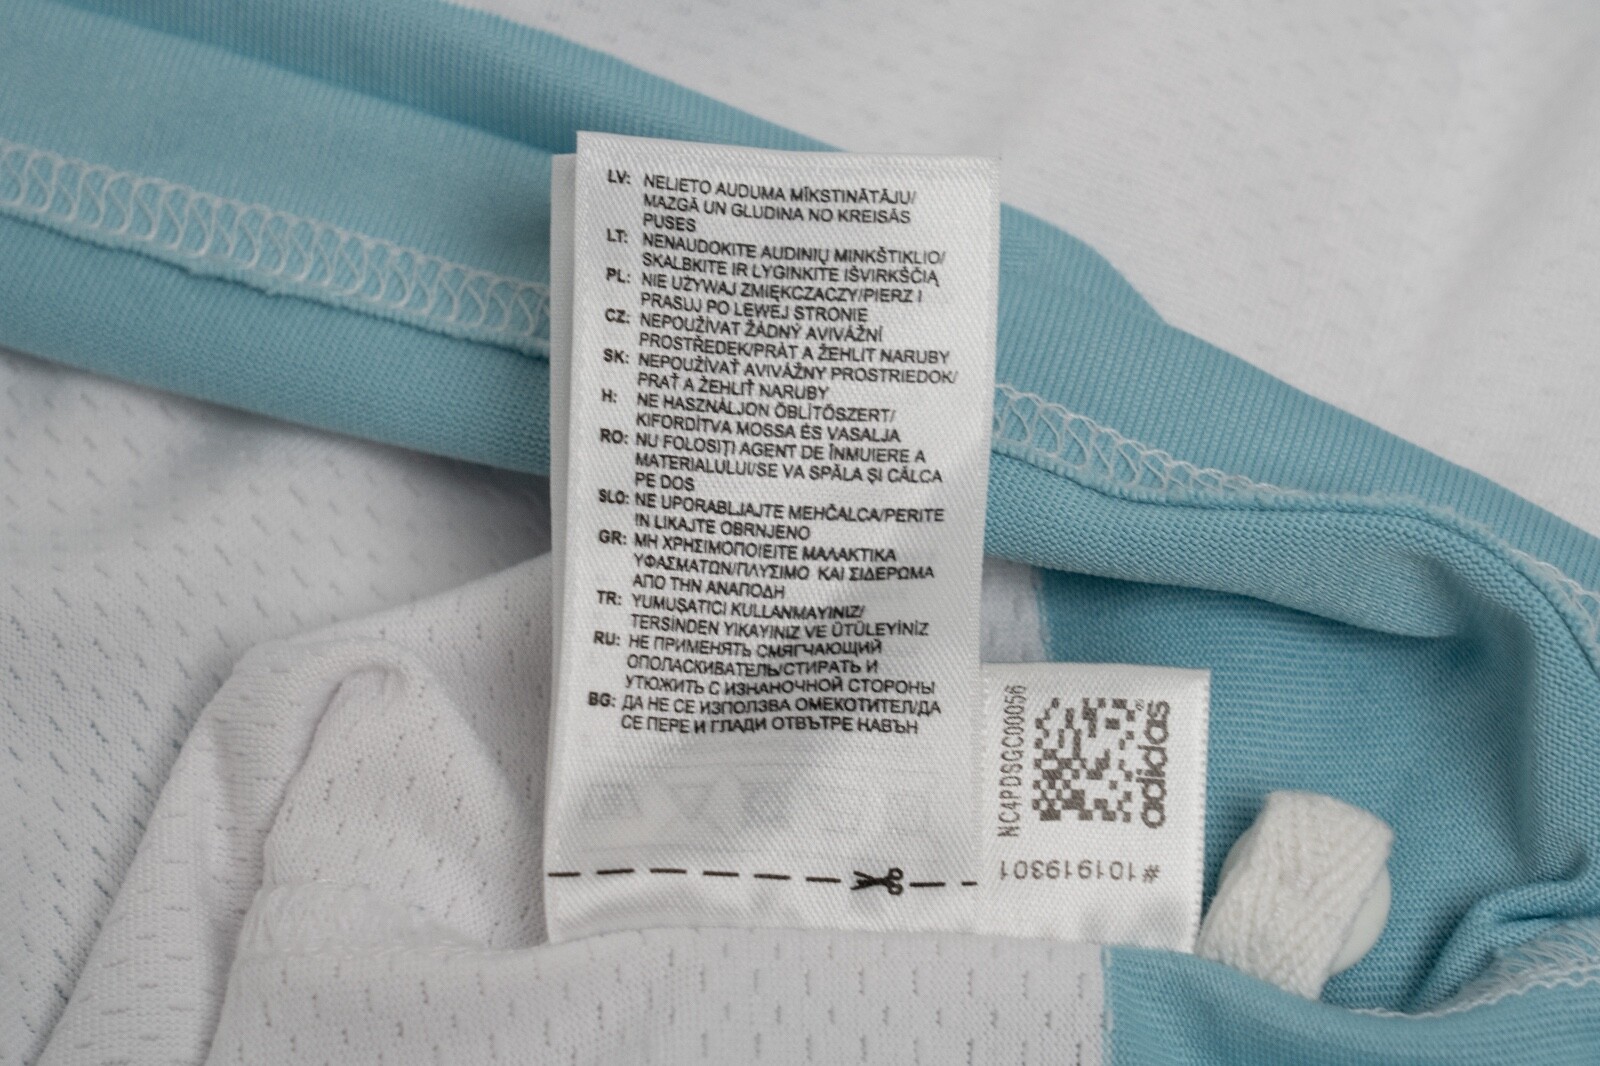 LV: NELIETO AUDUMA MĪKSTINĀTĀJU/
MAZGĀ UN GLUDINA NO KREISĀS
PUSES
LT: NENAUDOKITE AUDINIŲ MINKŠTIKLIO/
SKALBKITE IR LYGINKITE IŠVIRKŠČIĄ
PL: NIE UŻYWAJ ZMIĘKCZACZY/PIERZ I
PRASUJ PO LEWEJ STRONIE
CZ: NEPOUŽÍVAT ŽÁDNÝ AVIVÁŽNÍ
PROSTŘEDEK/PRÁT A ŽEHLIT NARUBY
SK: NEPOUŽÍVAŤ AVIVÁŽNY PROSTRIEDOK/
PRAŤ A ŽEHLIŤ NARUBY
H: NE HASZNÁLJON ÖBLÍTŐSZERT/
KIFORDÍTVA MOSSA ÉS VASALJA
RO: NU FOLOSIȚI AGENT DE ÎNMUIERE A
MATERIALULUI/SE VA SPĂLA ȘI CĂLCA
PE DOS
SLO: NE UPORABLJAJTE MEHČALCA/PERITE
IN LIKAJTE OBRNJENO
GR: ΜΗ ΧΡΗΣΙΜΟΠΟΙΕΙΤΕ ΜΑΛΑΚΤΙΚΑ
ΥΦΑΣΜΑΤΩΝ/ΠΛΥΣΙΜΟ ΚΑΙ ΣΙΔΕΡΩΜΑ
ΑΠΟ ΤΗΝ ΑΝΑΠΟΔΗ
TR: YUMUŞATICI KULLANMAYINIZ/
TERSİNDEN YIKAYINIZ VE ÜTÜLEYİNİZ
RU: НЕ ПРИМЕНЯТЬ СМЯГЧАЮЩИЙ
ОПОЛАСКИВАТЕЛЬ/СТИРАТЬ И
УТЮЖИТЬ С ИЗНАНОЧНОЙ СТОРОНЫ
BG: ДА НЕ СЕ ИЗПОЛЗВА ОМЕКОТИТЕЛ/ДА
СЕ ПЕРЕ И ГЛАДИ ОТВЪТРЕ НАВЪН
NC4PDSGC00056
adidas®
#101919301